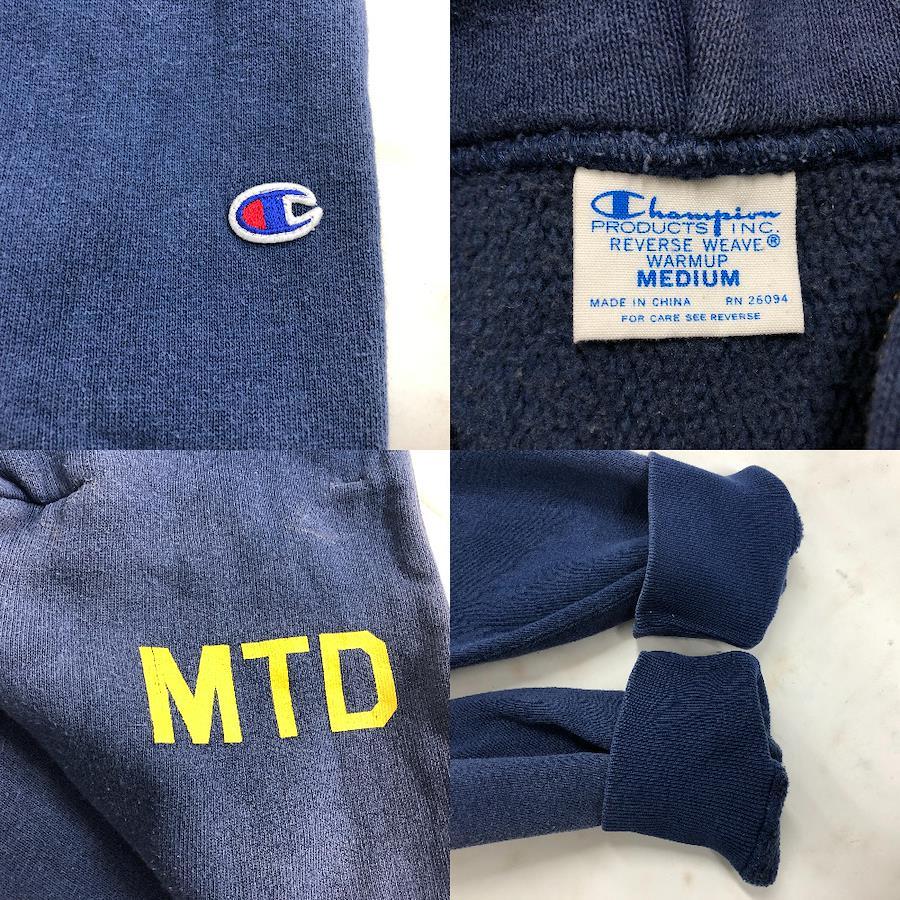 Champion
PRODUCTS INC.
REVERSE WEAVE®
WARMUP
MEDIUM
MADE IN CHINA RN 26094
FOR CARE SEE REVERSE
MTD